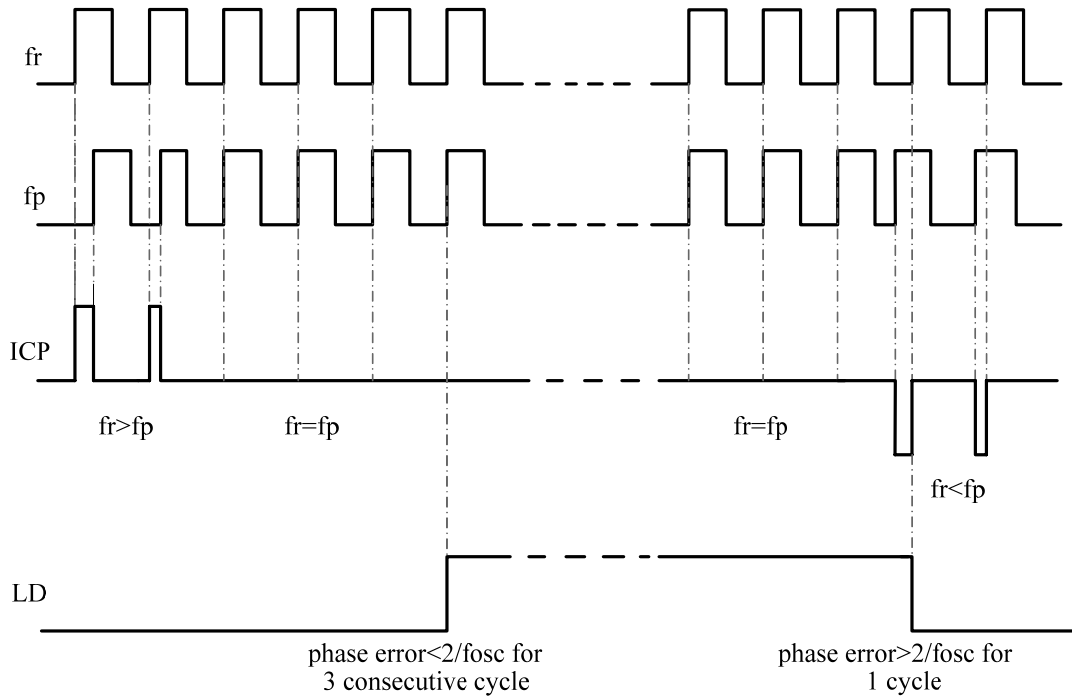 fr
fp
ICP
fr>fp
fr=fp
fr=fp
fr<fp
LD
phase error<2/fosc for
3 consecutive cycle
phase error>2/fosc for
1 cycle